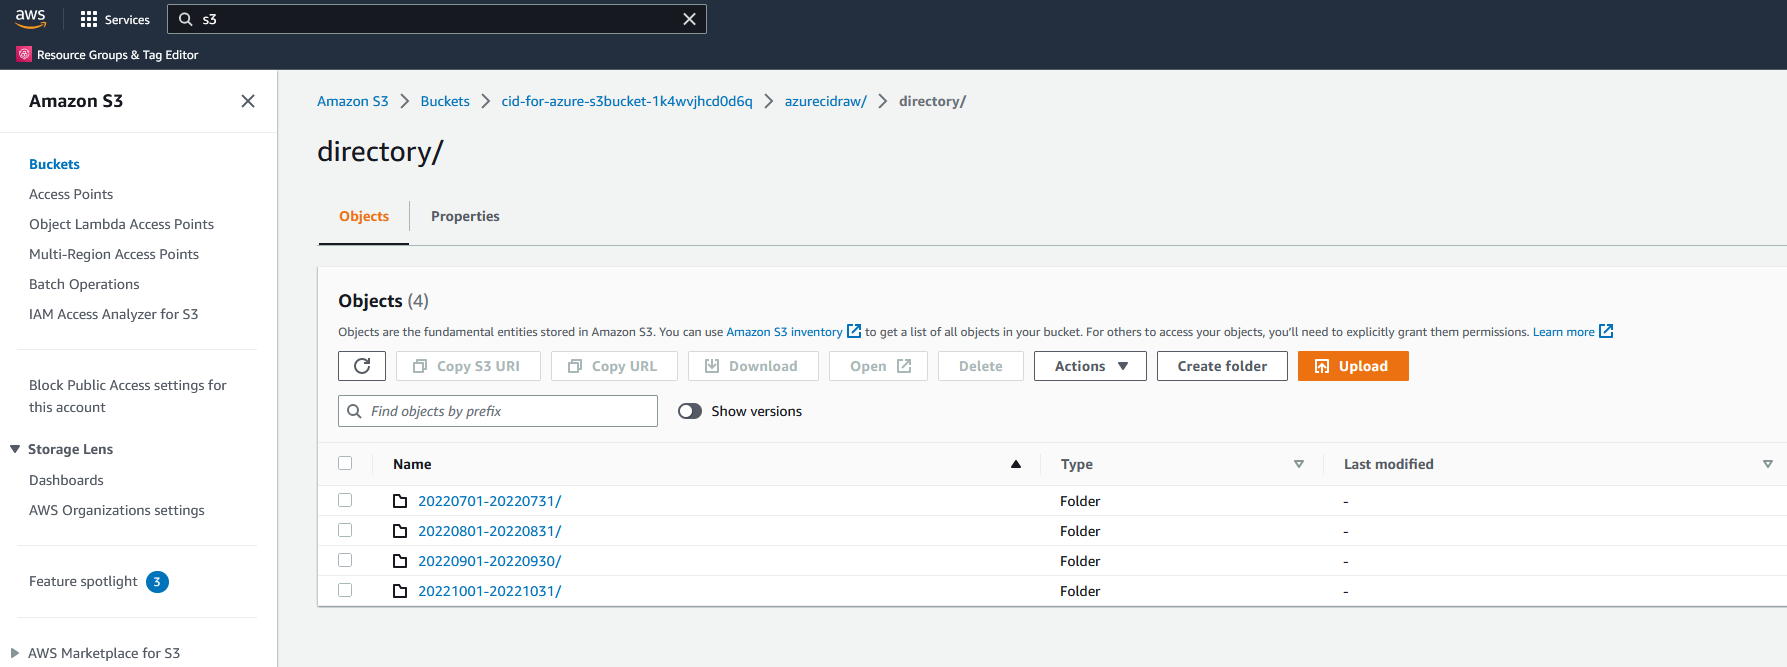 aws
Services
s3
Resource Groups & Tag Editor
Amazon S3
Buckets
Access Points
Object Lambda Access Points
Multi-Region Access Points
Batch Operations
IAM Access Analyzer for S3
Block Public Access settings for
this account
Storage Lens
Dashboards
AWS Organizations settings
Feature spotlight 3
AWS Marketplace for S3
Amazon S3 > Buckets > cid-for-azure-s3bucket-1k4wvjhcd0d6q > azurecidraw/ > directory/
directory/
Objects Properties
Objects (4)
Objects are the fundamental entities stored in Amazon S3. You can use Amazon S3 inventory to get a list of all objects in your bucket. For others to access your objects, you'll need to explicitly grant them permissions. Learn more
Copy S3 URI Copy URL Download Open Delete Actions Create folder Upload
Find objects by prefix Show versions
Name Type Last modified
20220701-20220731/ Folder -
20220801-20220831/ Folder -
20220901-20220930/ Folder -
20221001-20221031/ Folder -